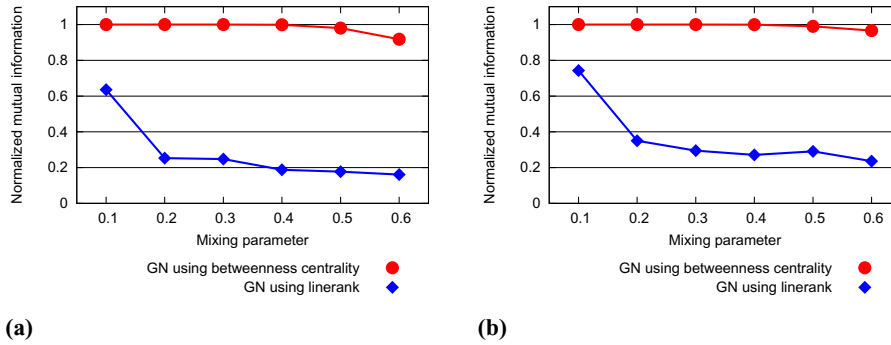 Normalized mutual information
1
0.8
0.6
0.4
0.2
0
0.1 0.2 0.3 0.4 0.5 0.6
Mixing parameter
GN using betweenness centrality
GN using linerank
(a)
Normalized mutual information
1
0.8
0.6
0.4
0.2
0
0.1 0.2 0.3 0.4 0.5 0.6
Mixing parameter
GN using betweenness centrality
GN using linerank
(b)